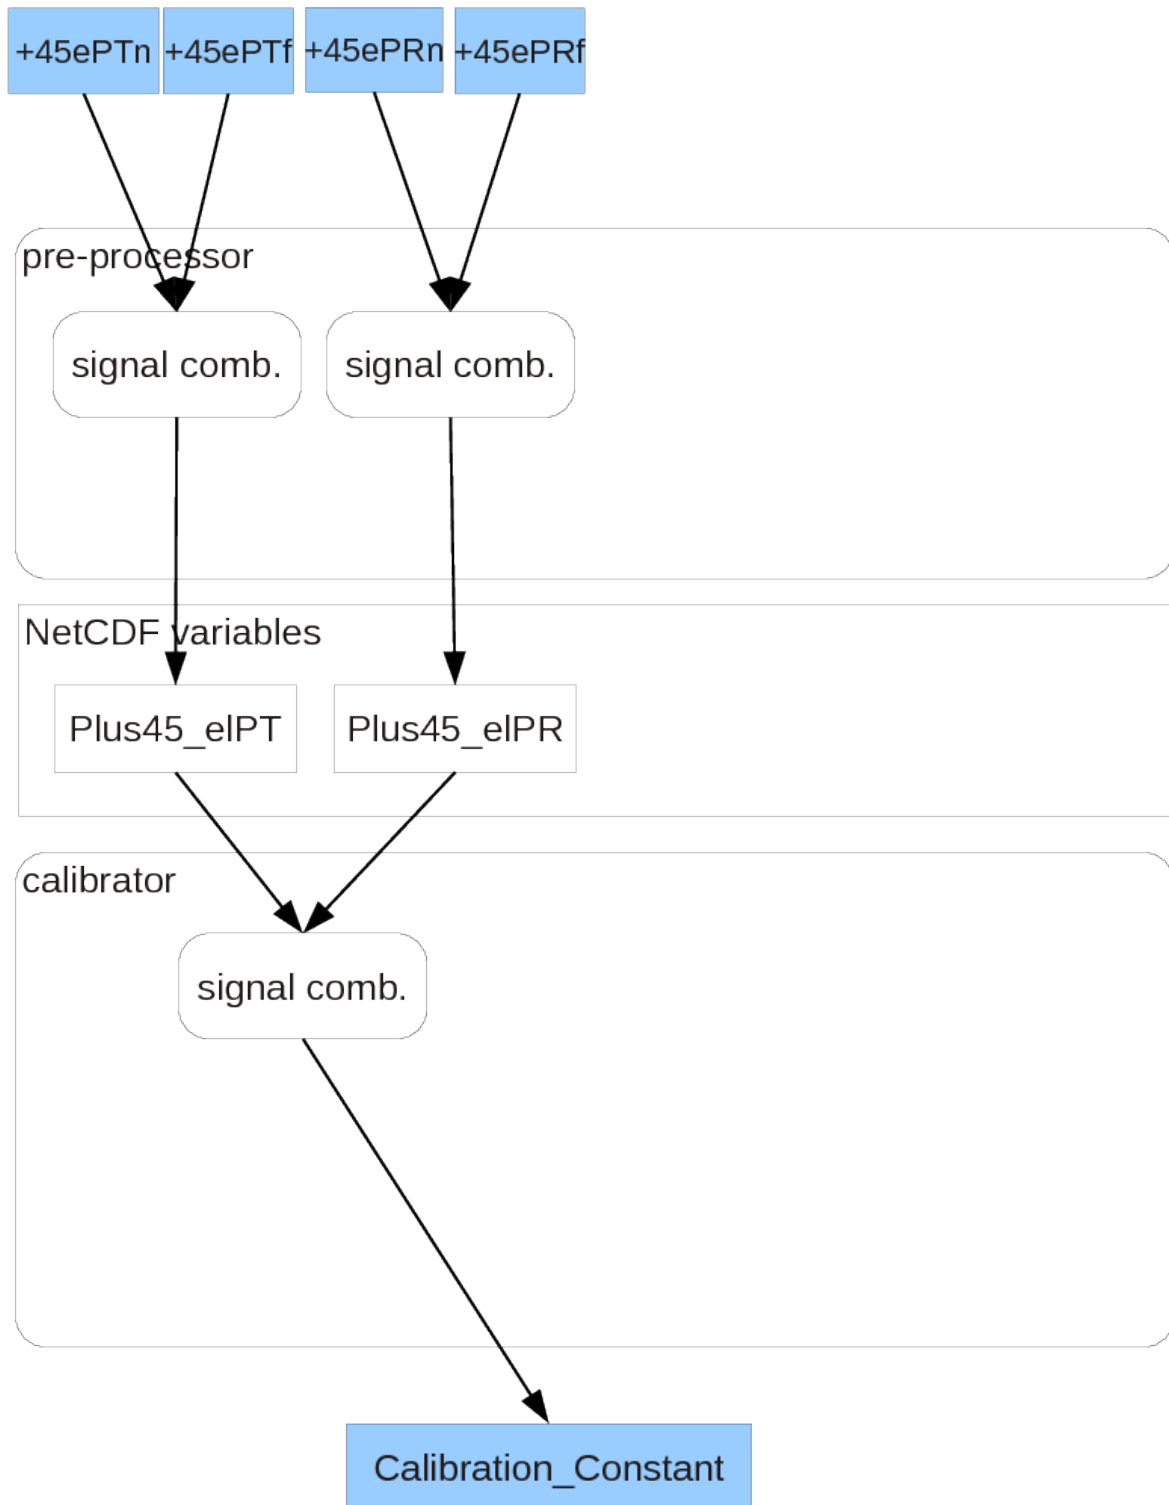 +45ePTn +45ePTf +45ePRn +45ePRf
pre-processor
signal comb. signal comb.
NetCDF variables
Plus45_elPT Plus45_elPR
calibrator
signal comb.
Calibration_Constant